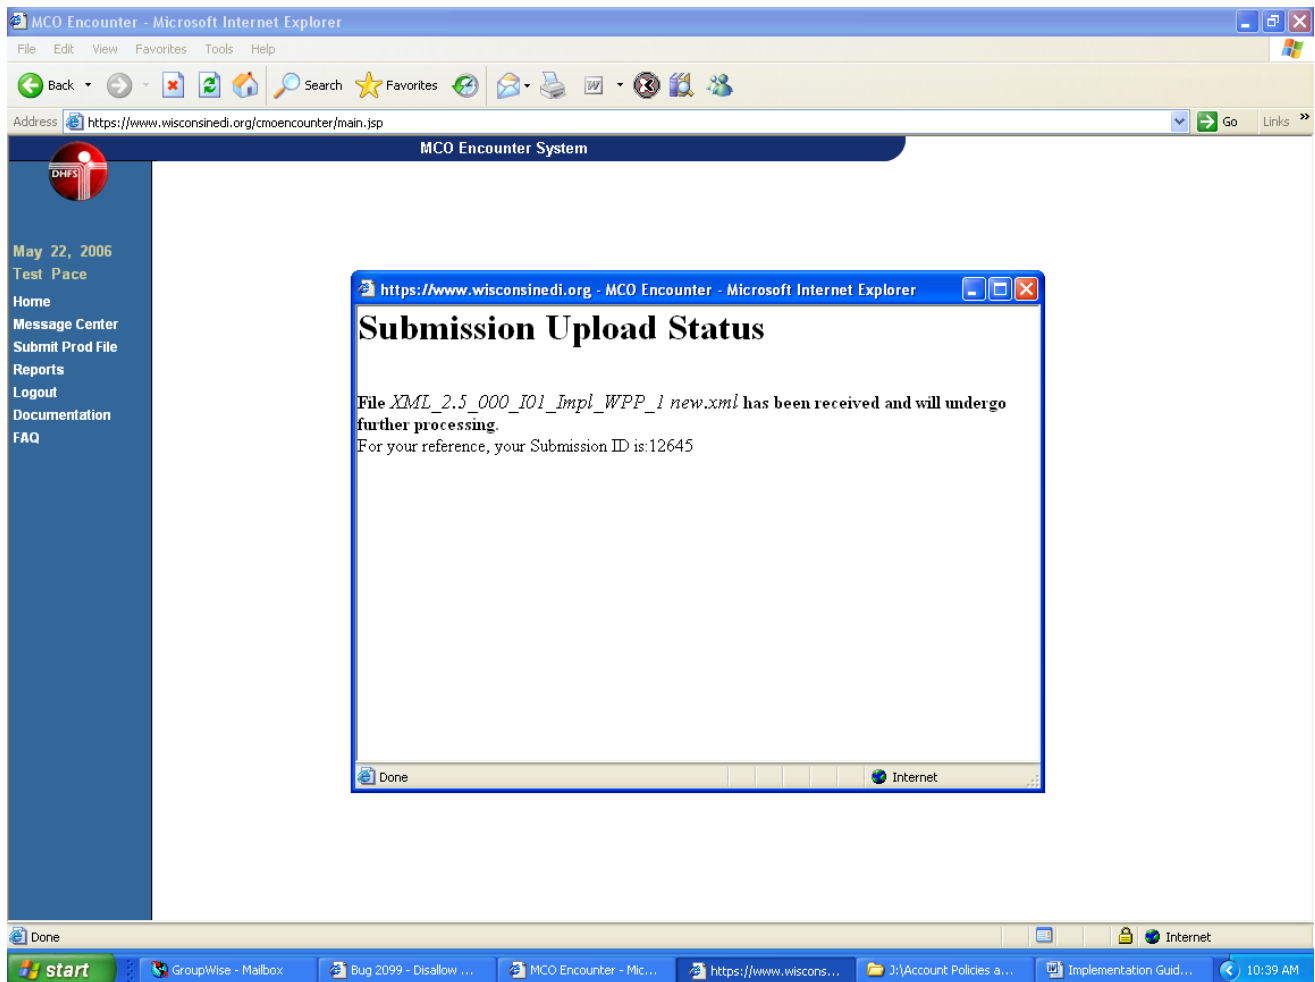 MCO Encounter - Microsoft Internet Explorer
File Edit View Favorites Tools Help
Back Search Favorites
Address https://www.wisconsinedi.org/cmoencounter/main.jsp Go Links »
MCO Encounter System
DHFS
May 22, 2006
Test Pace
Home
Message Center
Submit Prod File
Reports
Logout
Documentation
FAQ
https://www.wisconsinedi.org - MCO Encounter - Microsoft Internet Explorer
Submission Upload Status
File XML_2.5_000_I01_Impl_WPP_1 new.xml has been received and will undergo
further processing.
For your reference, your Submission ID is:12645
Done Internet
Done Internet
start GroupWise - Mailbox Bug 2099 - Disallow ... MCO Encounter - Mic... https://www.wiscons... J:\Account Policies a... Implementation Guid... 10:39 AM